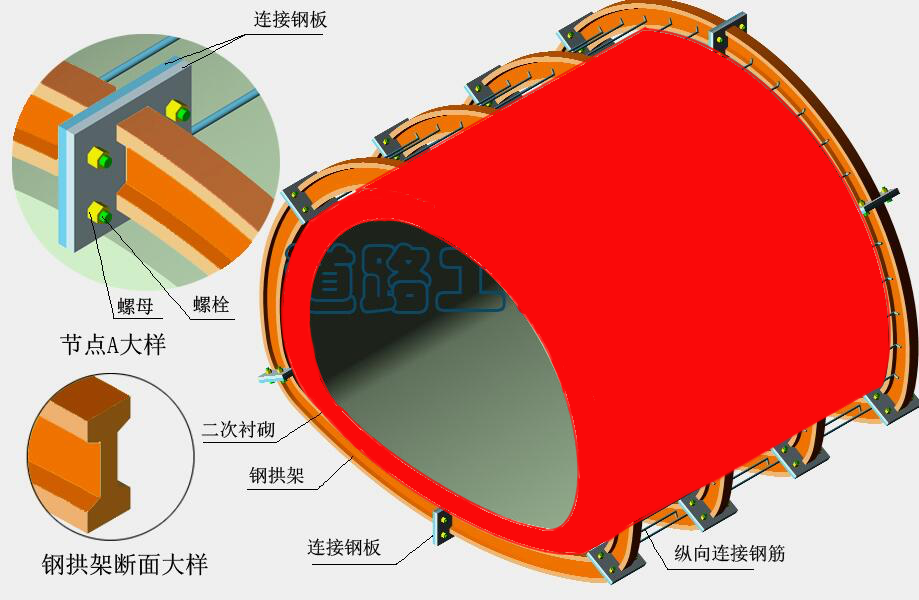 连接钢板
螺母
螺栓
节点A大样
二次衬砌
钢拱架
钢拱架断面大样
连接钢板
纵向连接钢筋
道路工